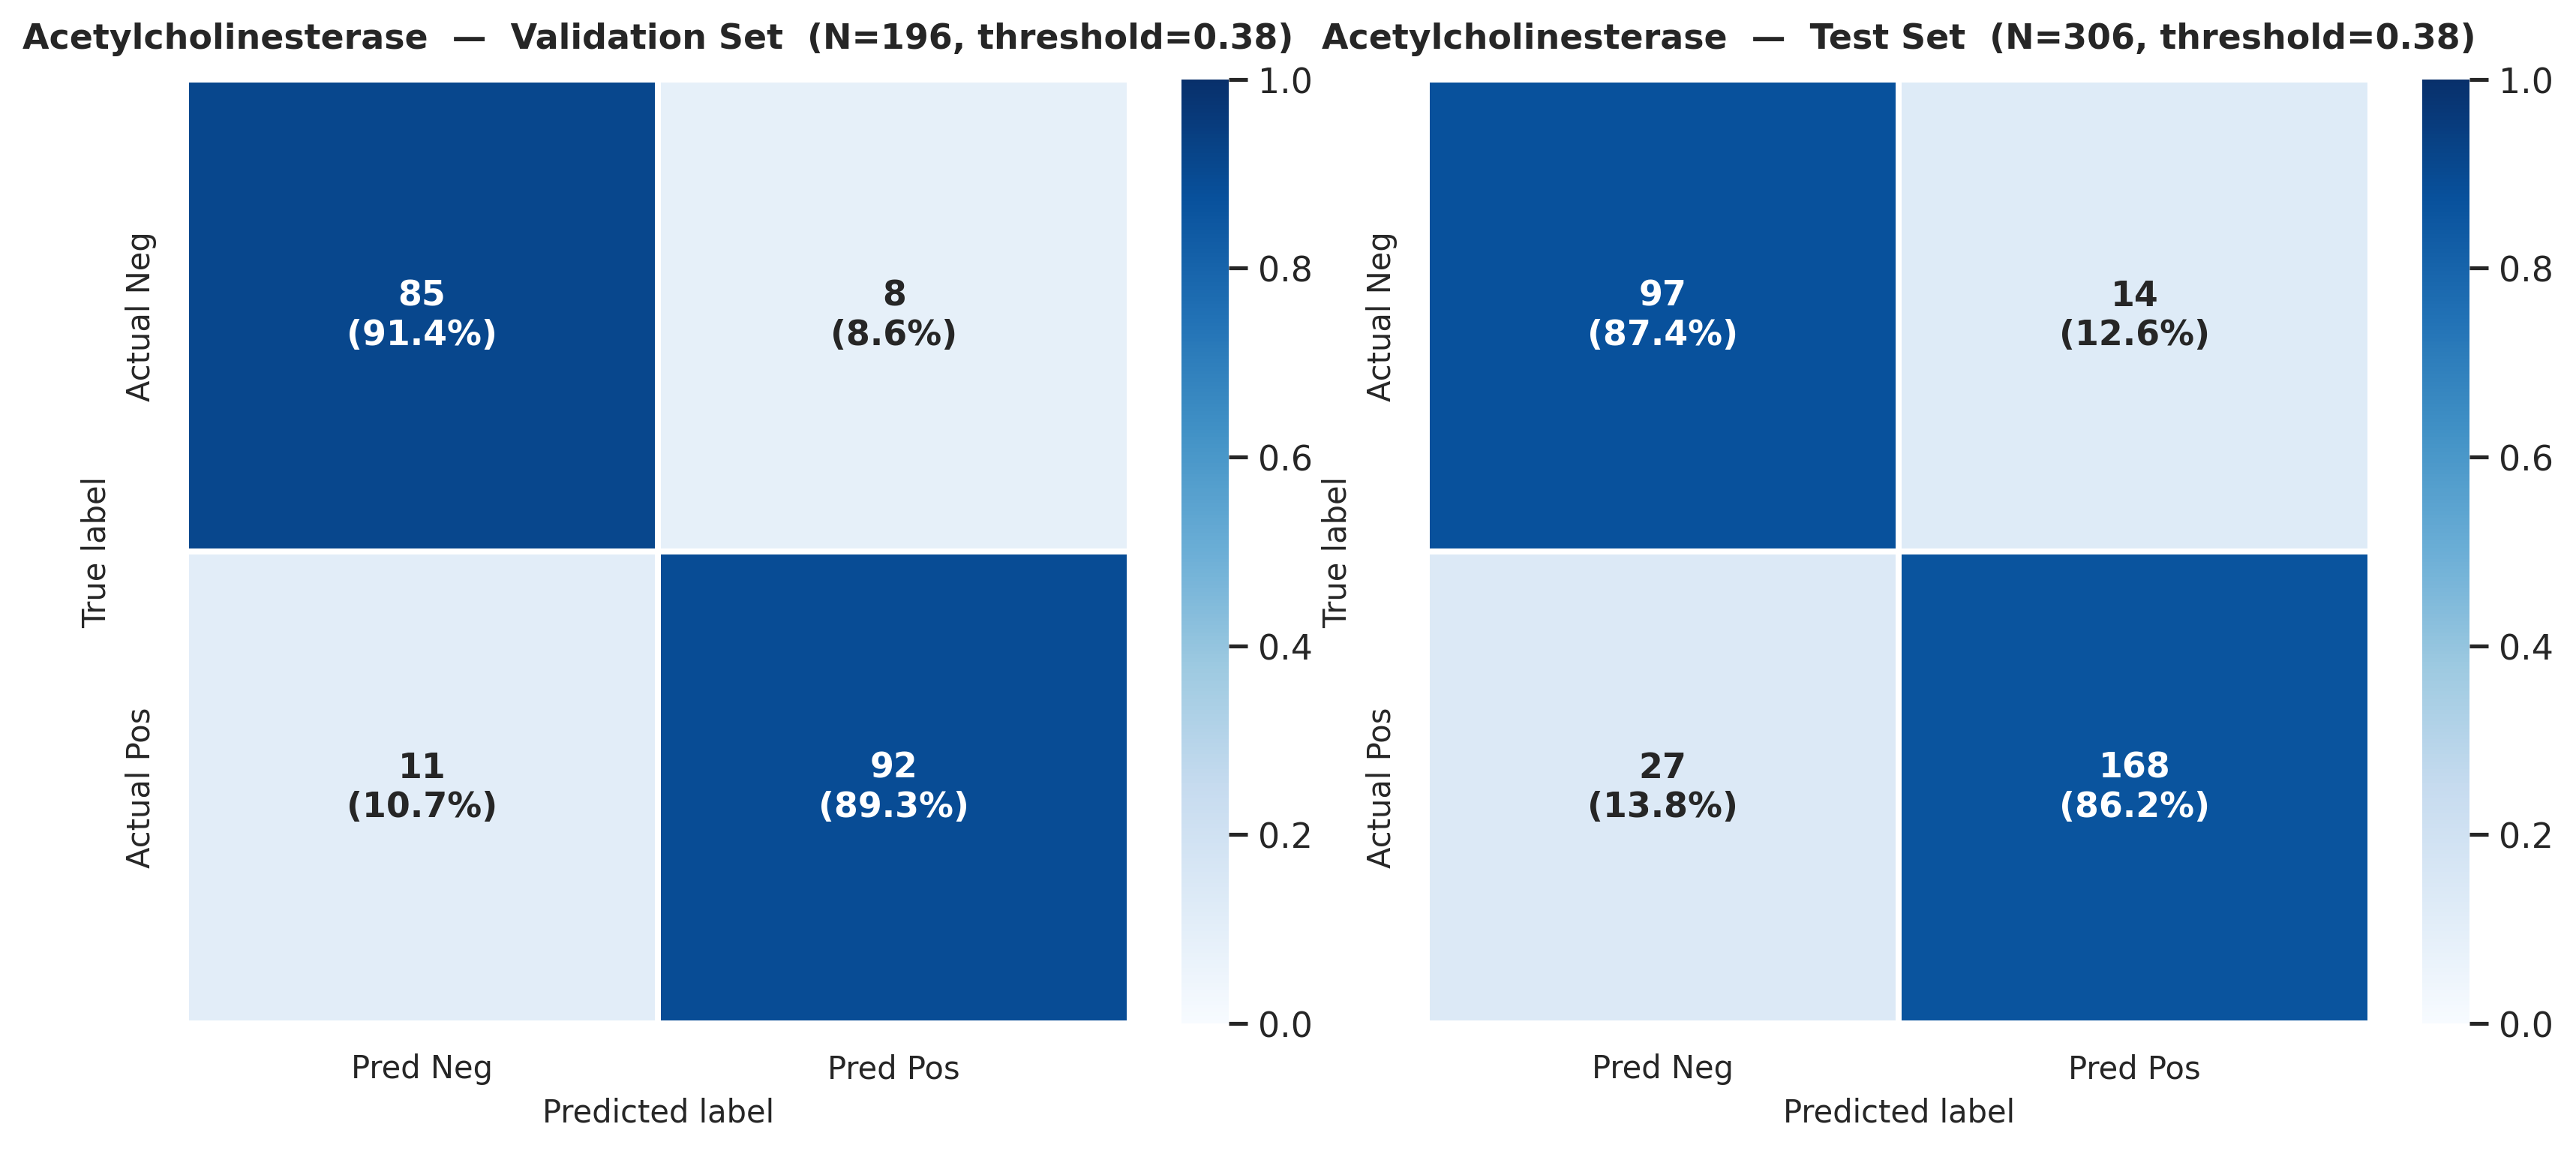 Acetylcholinesterase — Validation Set (N=196, threshold=0.38)
True label
Actual Neg
Actual Pos
85
(91.4%)
8
(8.6%)
11
(10.7%)
92
(89.3%)
Pred Neg
Pred Pos
Predicted label
1.0
0.8
0.6
0.4
0.2
0.0
Acetylcholinesterase — Test Set (N=306, threshold=0.38)
True label
Actual Neg
Actual Pos
97
(87.4%)
14
(12.6%)
27
(13.8%)
168
(86.2%)
Pred Neg
Pred Pos
Predicted label
1.0
0.8
0.6
0.4
0.2
0.0